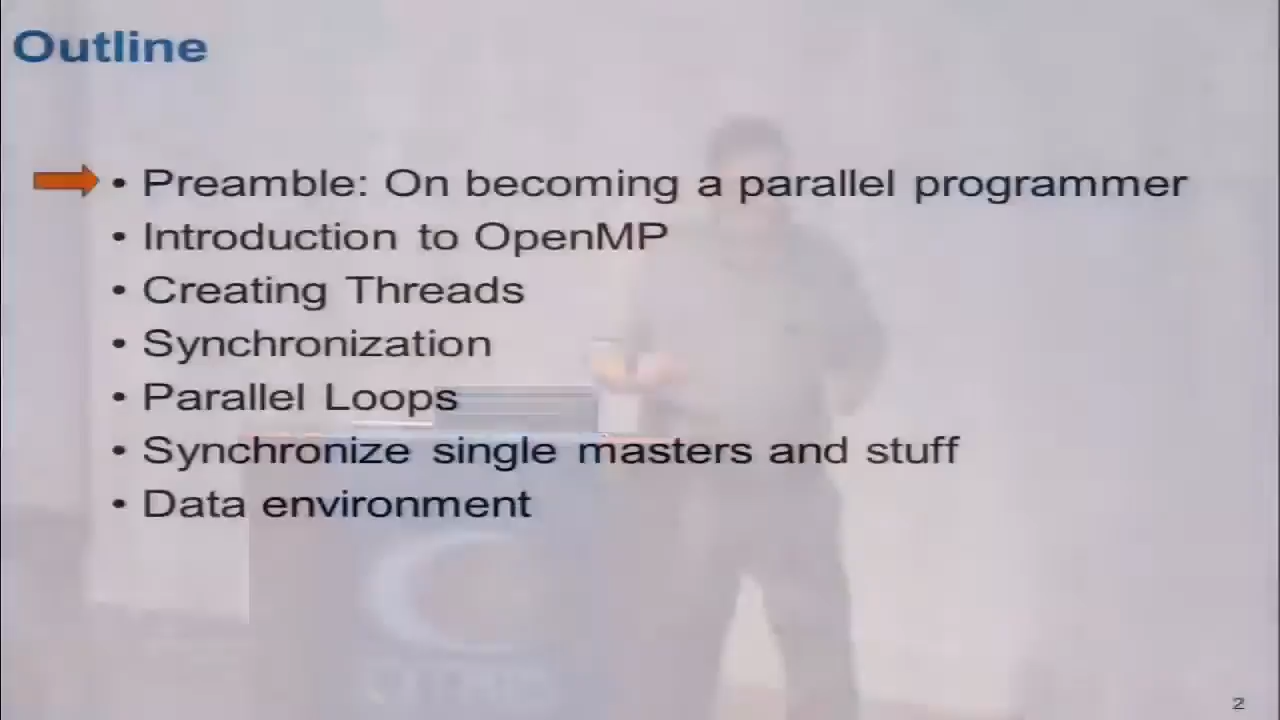 Outline
• Preamble: On becoming a parallel programmer
• Introduction to OpenMP
• Creating Threads
• Synchronization
• Parallel Loops
• Synchronize single masters and stuff
• Data environment
2